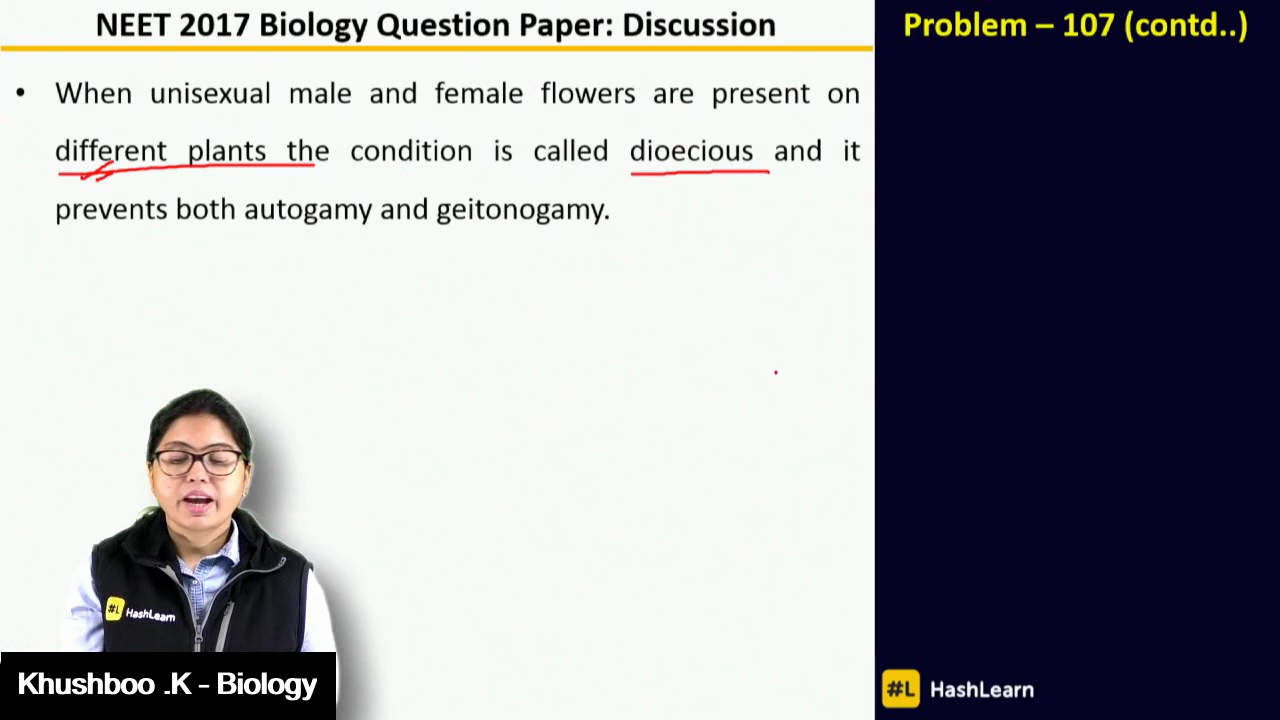 NEET 2017 Biology Question Paper: Discussion
Problem – 107 (contd..)
• When unisexual male and female flowers are present on
different plants the condition is called dioecious and it
prevents both autogamy and geitonogamy.
#L HashLearn
Khushboo .K - Biology
#L HashLearn